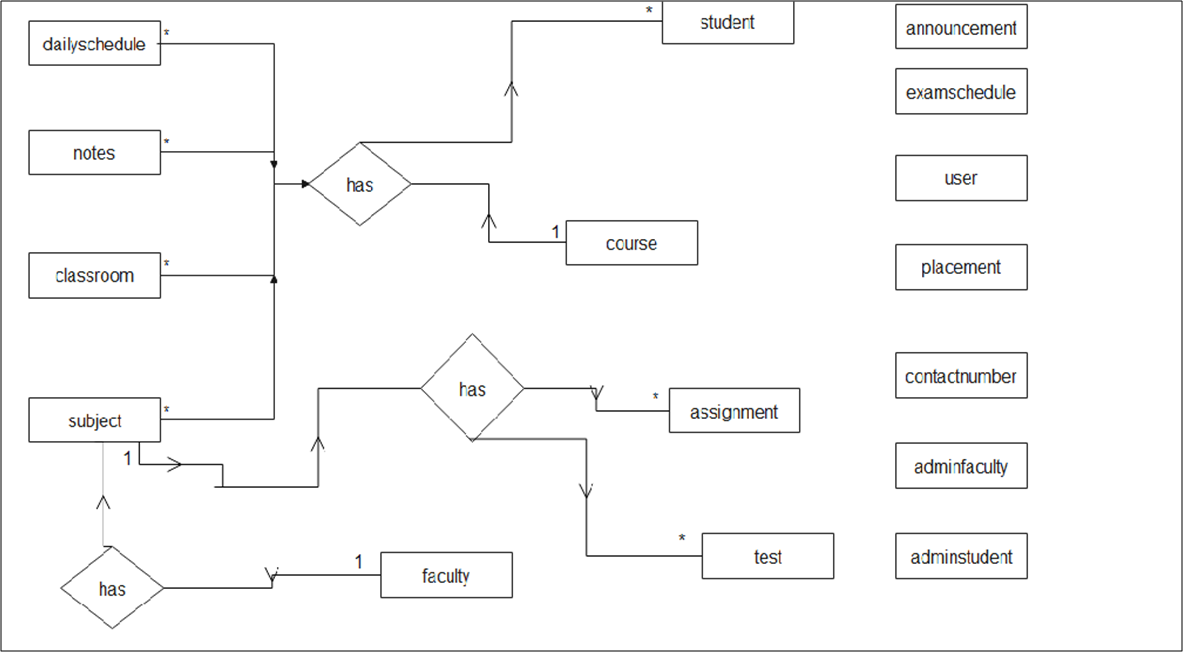 * student
announcement
dailyschedule *
examschedule
notes *
has
user
1 course
classroom *
placement
has
contactnumber
* assignment
subject *
1
adminfaculty
* test
adminstudent
has
1 faculty